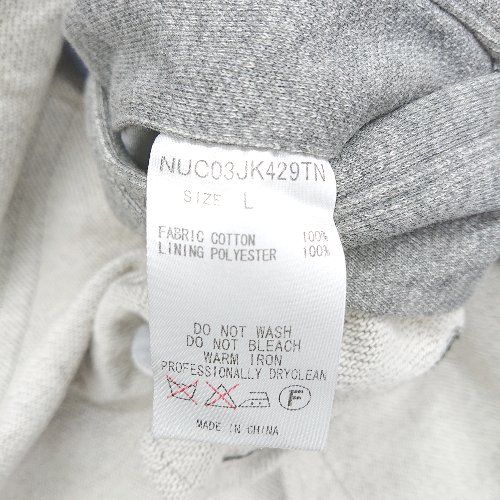 NUC03JK429TN
SIZE L
FABRIC COTTON 100%
LINING POLYESTER 100%
DO NOT WASH
DO NOT BLEACH
WARM IRON
PROFESSIONALLY DRYCLEAN
F
MADE IN CHINA